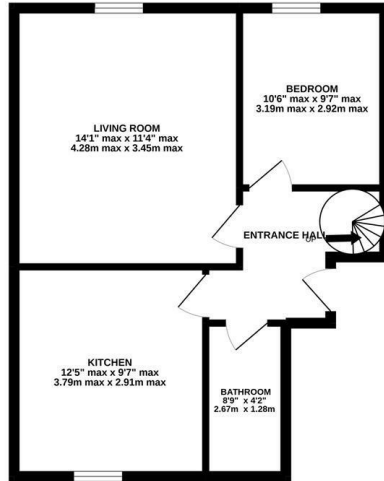 LIVING ROOM
14'1" max x 11'4" max
4.28m max x 3.45m max
BEDROOM
10'6" max x 9'7" max
3.19m max x 2.92m max
ENTRANCE HALL
UP
KITCHEN
12'5" max x 9'7" max
3.79m max x 2.91m max
BATHROOM
8'9" x 4'2"
2.67m x 1.28m